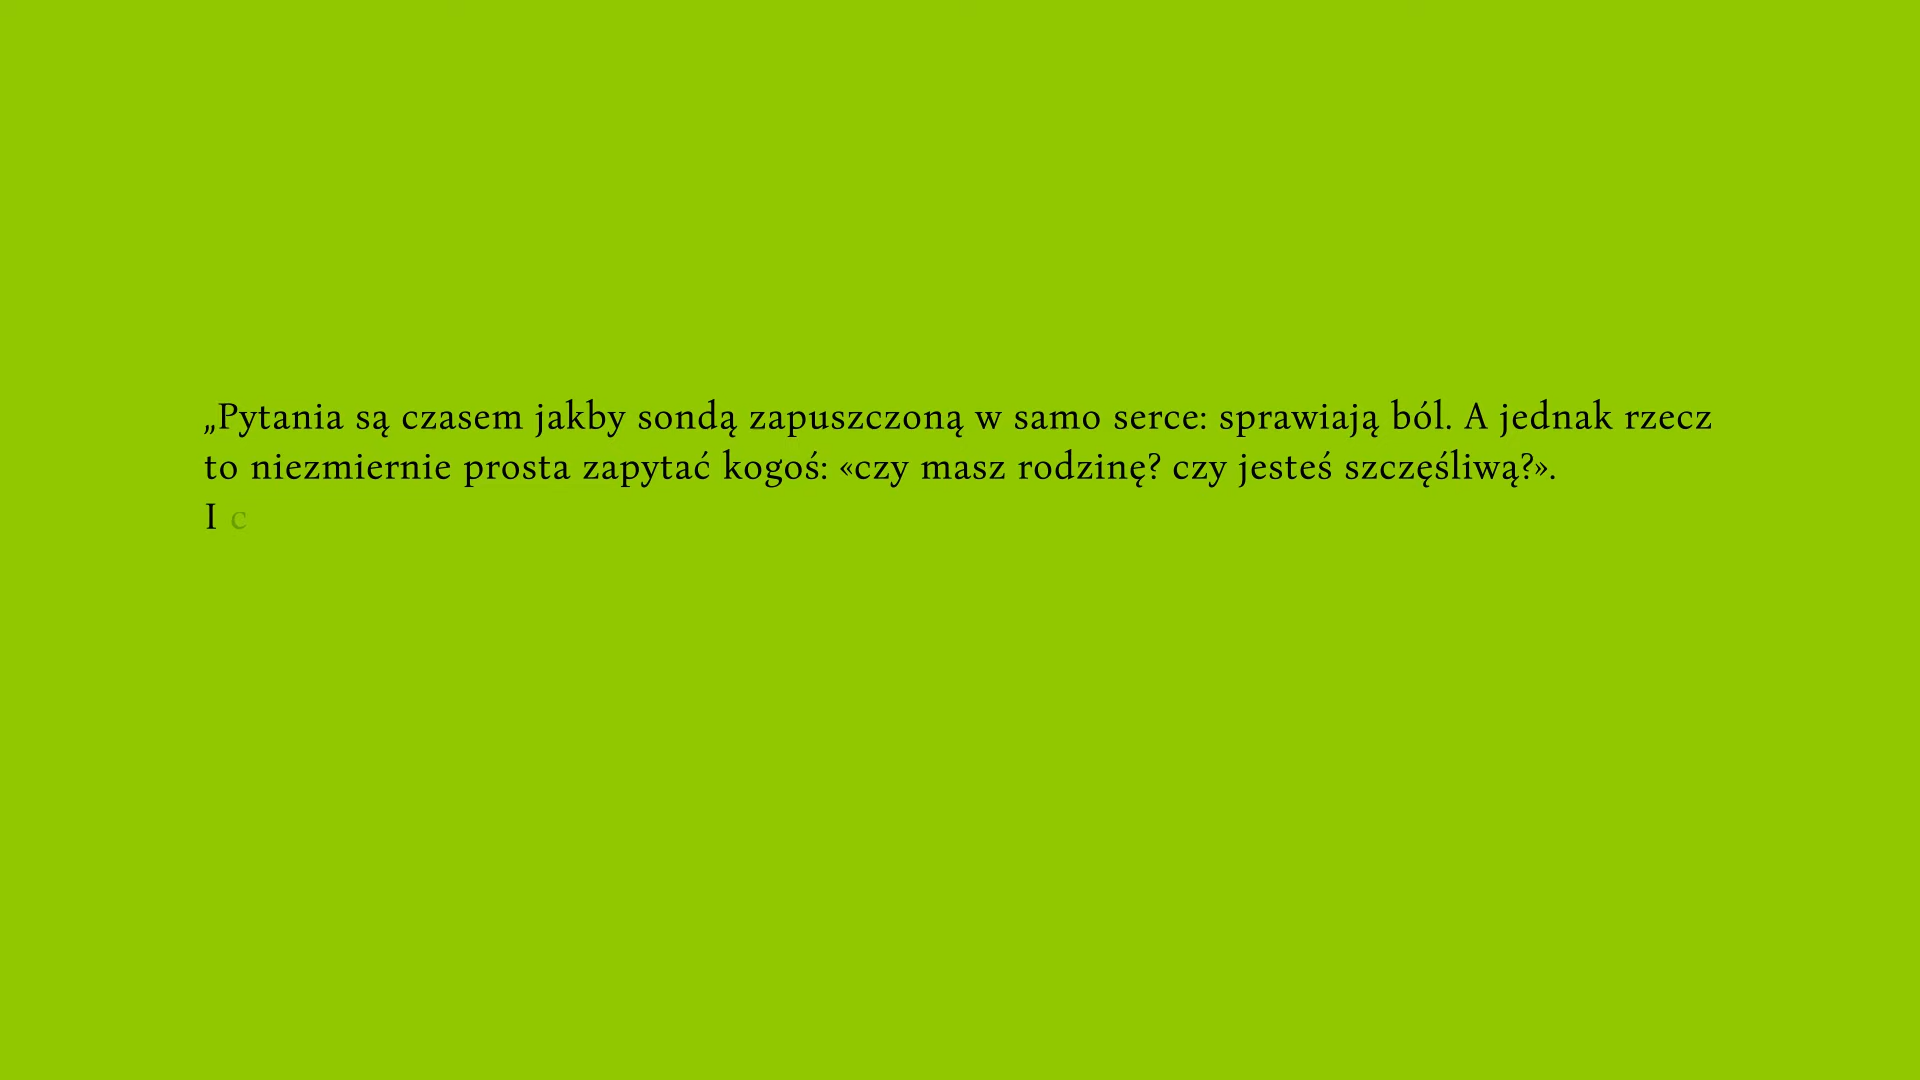 „Pytania są czasem jakby sondą zapuszczoną w samo serce: sprawiają ból. A jednak rzecz
to niezmiernie prosta zapytać kogoś: «czy masz rodzinę? czy jesteś szczęśliwą?».
I c